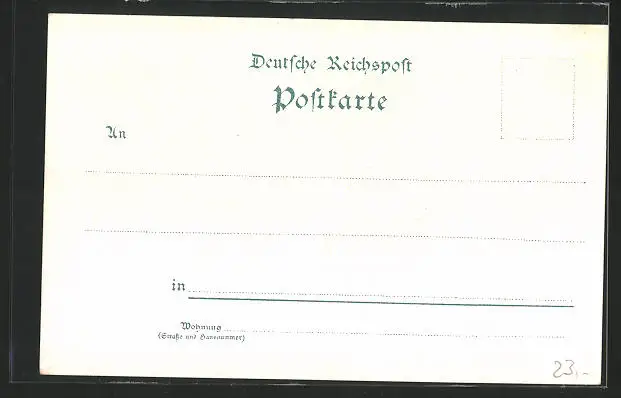 Deutsche Reichspost
Postkarte
An
in
Wohnung
(Straße und Hausnummer)
23,-